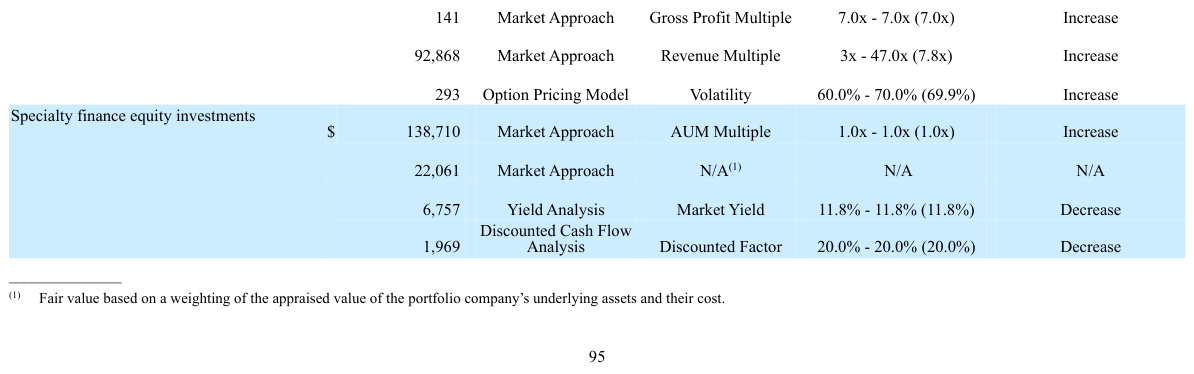 141 Market Approach Gross Profit Multiple 7.0x - 7.0x (7.0x) Increase
92,868 Market Approach Revenue Multiple 3x - 47.0x (7.8x) Increase
293 Option Pricing Model Volatility 60.0% - 70.0% (69.9%) Increase
Specialty finance equity investments
$ 138,710 Market Approach AUM Multiple 1.0x - 1.0x (1.0x) Increase
22,061 Market Approach N/A(1) N/A N/A
6,757 Yield Analysis Market Yield 11.8% - 11.8% (11.8%) Decrease
Discounted Cash Flow
1,969 Analysis Discounted Factor 20.0% - 20.0% (20.0%) Decrease
(1) Fair value based on a weighting of the appraised value of the portfolio company’s underlying assets and their cost.
95